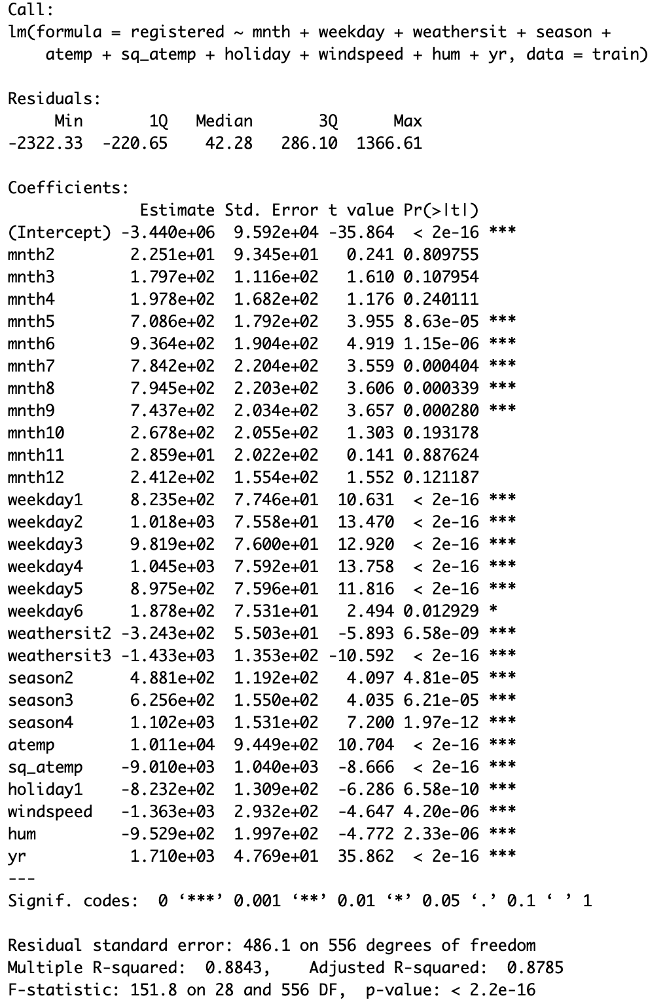 Call:
lm(formula = registered ~ mnth + weekday + weathersit + season +
    atemp + sq_atemp + holiday + windspeed + hum + yr, data = train)

Residuals:
     Min       1Q   Median       3Q      Max
-2322.33  -220.65    42.28   286.10  1366.61

Coefficients:
              Estimate Std. Error t value Pr(>|t|)
(Intercept) -3.440e+06  9.592e+04 -35.864  < 2e-16 ***
mnth2        2.251e+01  9.345e+01   0.241 0.809755
mnth3        1.797e+02  1.116e+02   1.610 0.107954
mnth4        1.978e+02  1.682e+02   1.176 0.240111
mnth5        7.086e+02  1.792e+02   3.955 8.63e-05 ***
mnth6        9.364e+02  1.904e+02   4.919 1.15e-06 ***
mnth7        7.842e+02  2.204e+02   3.559 0.000404 ***
mnth8        7.945e+02  2.203e+02   3.606 0.000339 ***
mnth9        7.437e+02  2.034e+02   3.657 0.000280 ***
mnth10       2.678e+02  2.055e+02   1.303 0.193178
mnth11       2.859e+01  2.022e+02   0.141 0.887624
mnth12       2.412e+02  1.554e+02   1.552 0.121187
weekday1     8.235e+02  7.746e+01  10.631  < 2e-16 ***
weekday2     1.018e+03  7.558e+01  13.470  < 2e-16 ***
weekday3     9.819e+02  7.600e+01  12.920  < 2e-16 ***
weekday4     1.045e+03  7.592e+01  13.758  < 2e-16 ***
weekday5     8.975e+02  7.596e+01  11.816  < 2e-16 ***
weekday6     1.878e+02  7.531e+01   2.494 0.012929 *
weathersit2 -3.243e+02  5.503e+01  -5.893 6.58e-09 ***
weathersit3 -1.433e+03  1.353e+02 -10.592  < 2e-16 ***
season2      4.881e+02  1.192e+02   4.097 4.81e-05 ***
season3      6.256e+02  1.550e+02   4.035 6.21e-05 ***
season4      1.102e+03  1.531e+02   7.200 1.97e-12 ***
atemp        1.011e+04  9.449e+02  10.704  < 2e-16 ***
sq_atemp    -9.010e+03  1.040e+03  -8.666  < 2e-16 ***
holiday1    -8.232e+02  1.309e+02  -6.286 6.58e-10 ***
windspeed   -1.363e+03  2.932e+02  -4.647 4.20e-06 ***
hum         -9.529e+02  1.997e+02  -4.772 2.33e-06 ***
yr           1.710e+03  4.769e+01  35.862  < 2e-16 ***
---
Signif. codes:  0 ‘***’ 0.001 ‘**’ 0.01 ‘*’ 0.05 ‘.’ 0.1 ‘ ’ 1

Residual standard error: 486.1 on 556 degrees of freedom
Multiple R-squared:  0.8843,    Adjusted R-squared:  0.8785
F-statistic: 151.8 on 28 and 556 DF,  p-value: < 2.2e-16